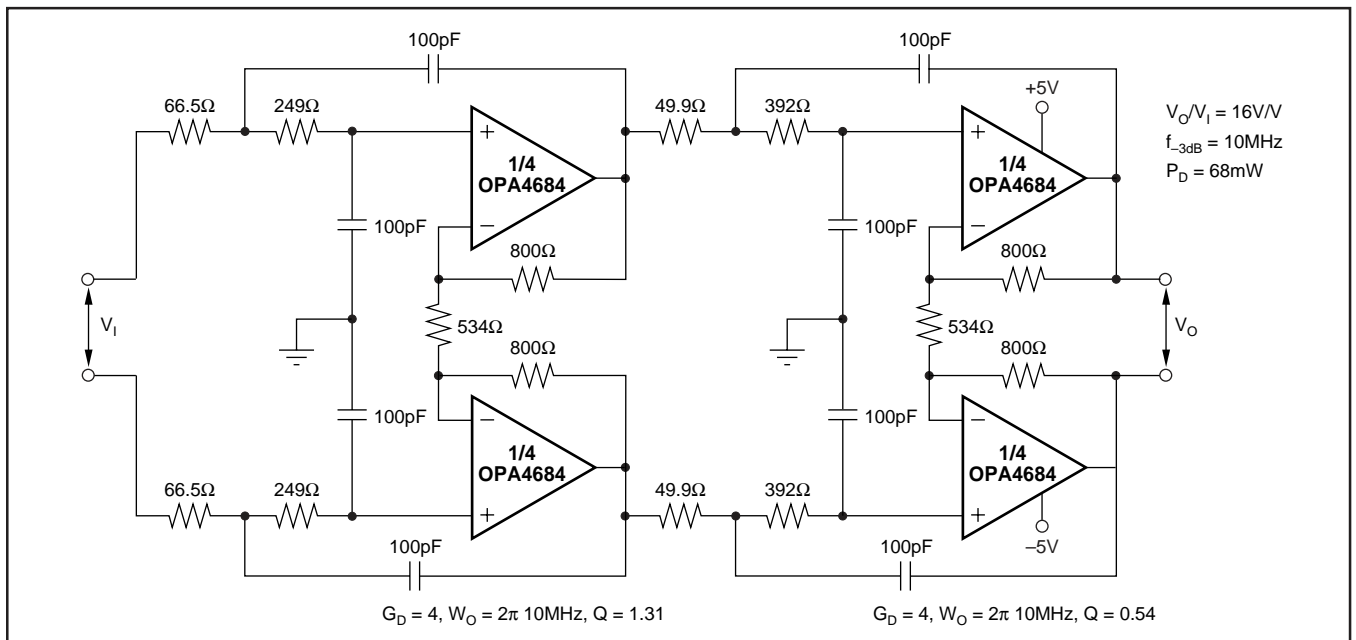 100pF
100pF
66.5Ω
249Ω
49.9Ω
392Ω
+5V
V_O/V_I = 16V/V
f_–3dB = 10MHz
P_D = 68mW
+
1/4
OPA4684
–
+
1/4
OPA4684
–
100pF
100pF
800Ω
800Ω
V_I
534Ω
534Ω
V_O
800Ω
800Ω
100pF
100pF
–
1/4
OPA4684
+
–
1/4
OPA4684
+
66.5Ω
249Ω
49.9Ω
392Ω
–5V
100pF
100pF
G_D = 4, W_O = 2π 10MHz, Q = 1.31
G_D = 4, W_O = 2π 10MHz, Q = 0.54